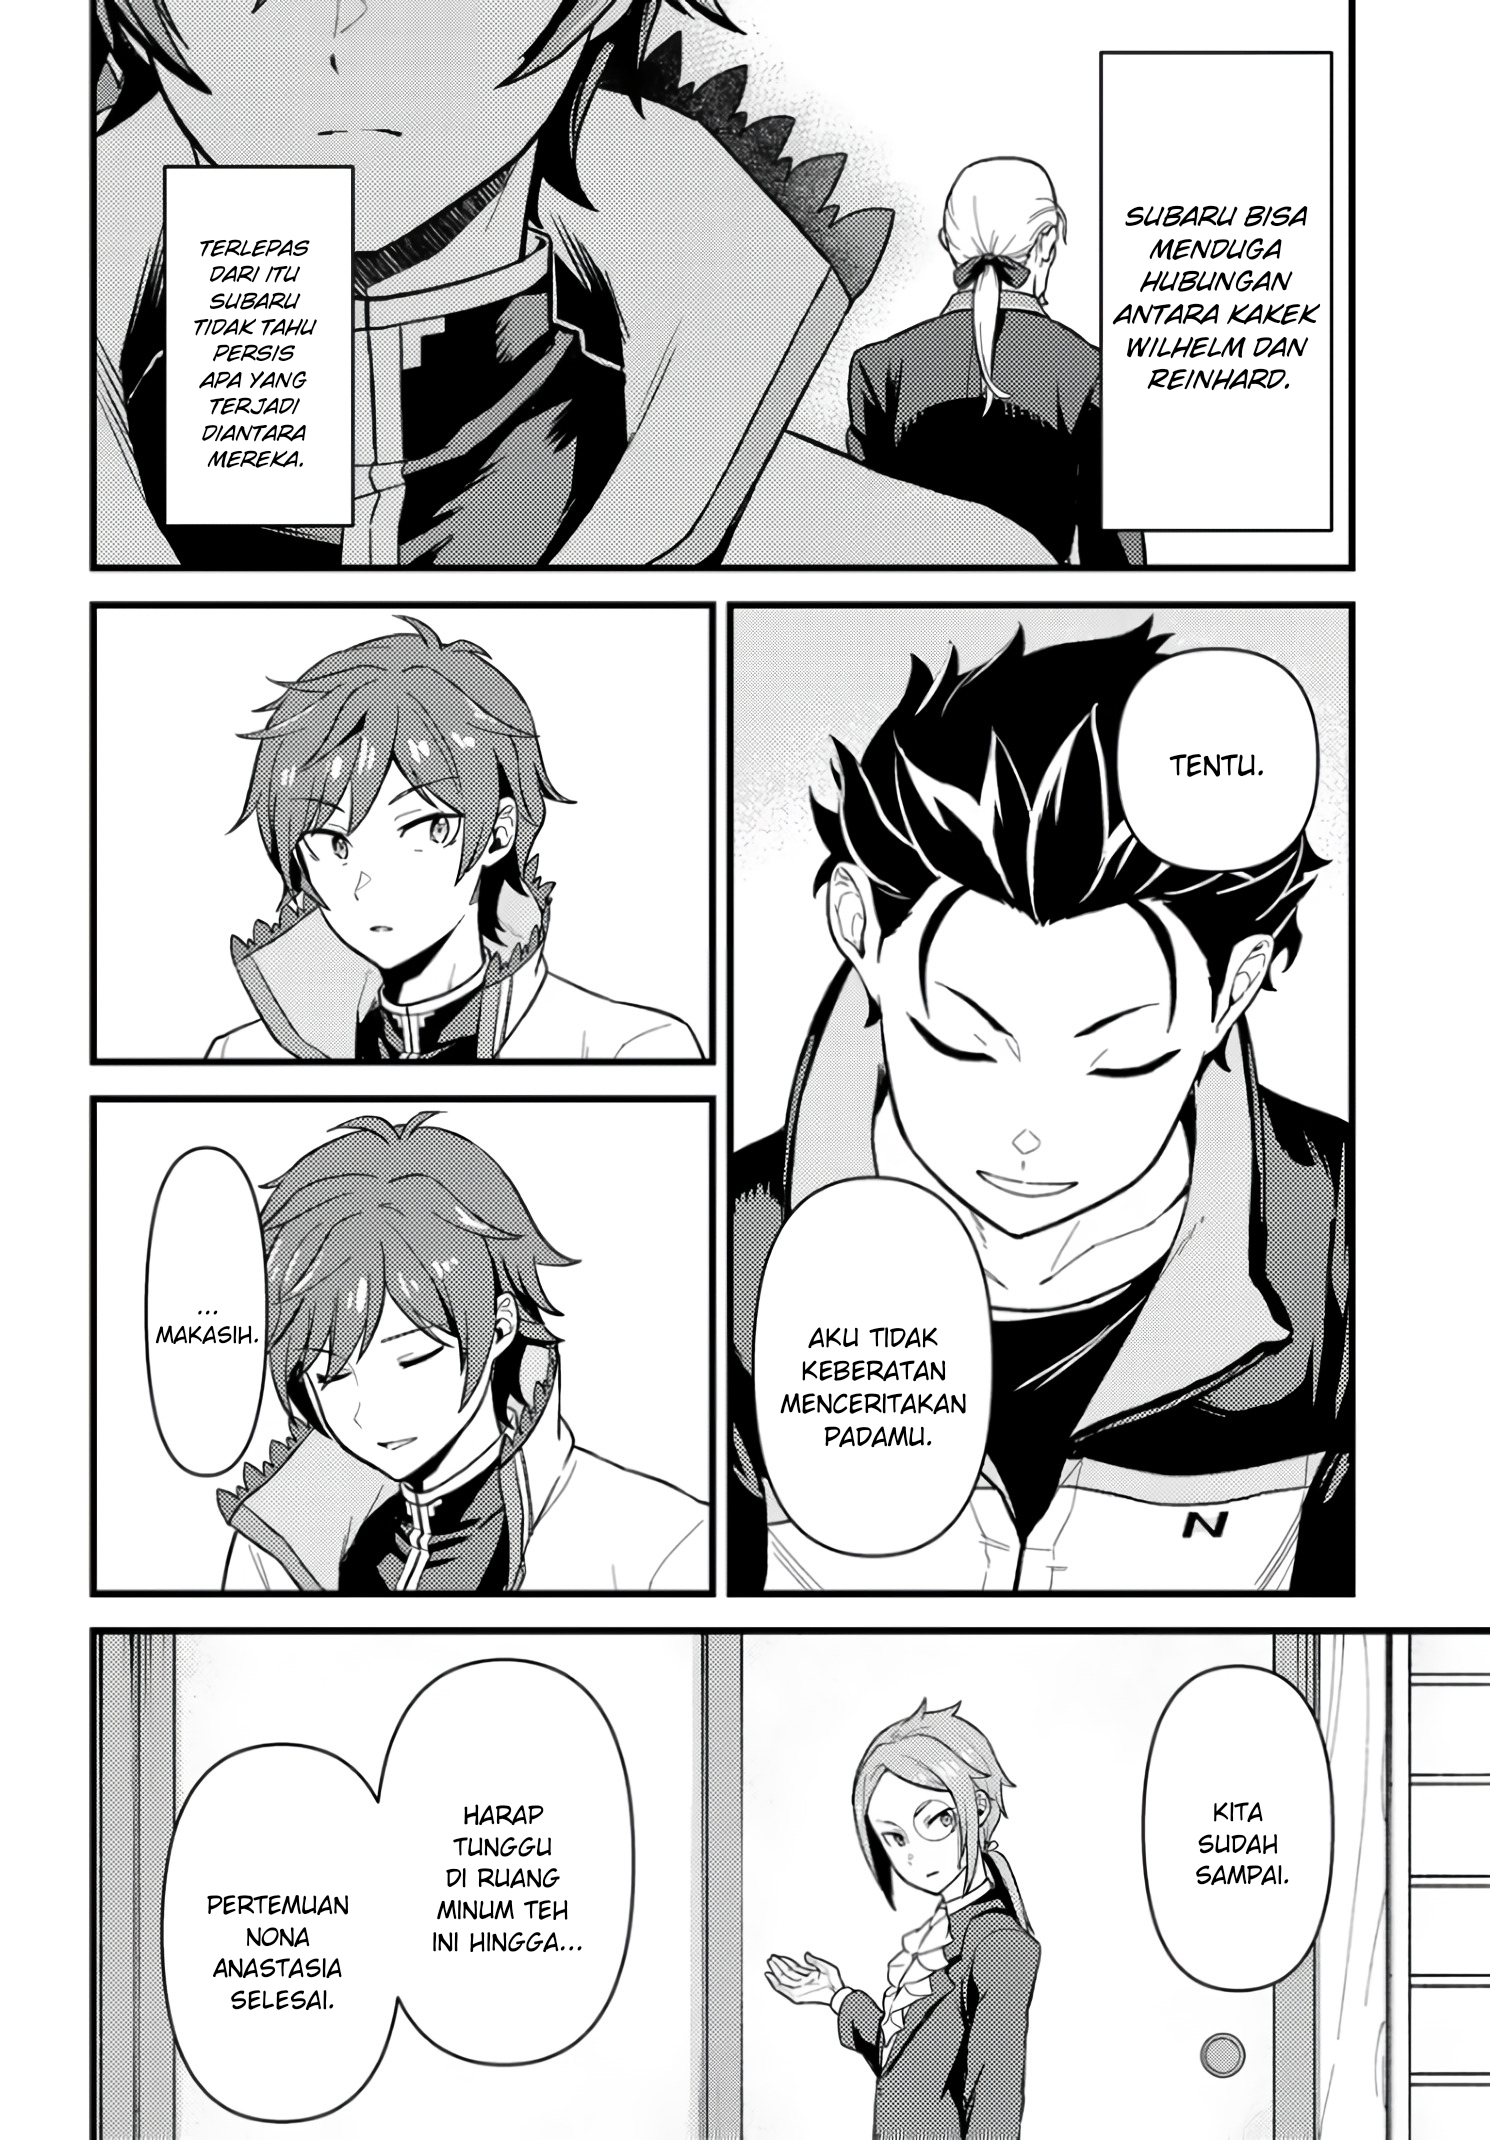 SUBARU BISA
MENDUGA
HUBUNGAN
ANTARA KAKEK
WILHELM DAN
REINHARD.
TERLEPAS
DARI ITU
SUBARU
TIDAK TAHU
PERSIS
APA YANG
TERJADI
DIANTARA
MEREKA.
TENTU.
AKU TIDAK
KEBERATAN
MENCERITAKAN
PADAMU.
N
...
MAKASIH.
KITA
SUDAH
SAMPAI.
HARAP
TUNGGU
DI RUANG
MINUM TEH
INI HINGGA...
PERTEMUAN
NONA
ANASTASIA
SELESAI.